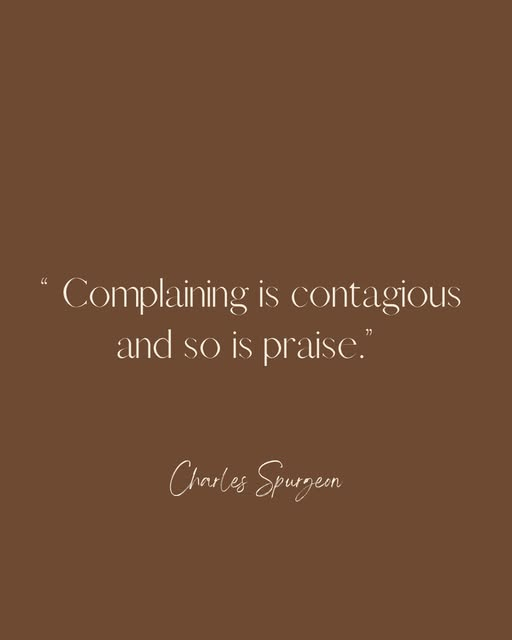 “ Complaining is contagious
and so is praise.”
Charles Spurgeon